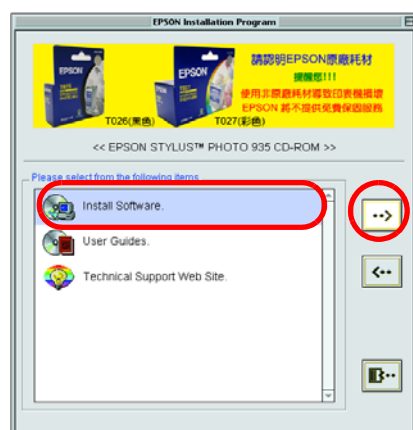 EPSON Installation Program
EPSON
EPSON
請認明EPSON原廠耗材
提醒您!!!
使用非原廠耗材導致印表機損壞
EPSON 將不提供免費保固服務
T026(黑色)
T027(彩色)
<< EPSON STYLUS™ PHOTO 935 CD-ROM >>
Please select from the following items
Install Software.
User Guides.
Technical Support Web Site.